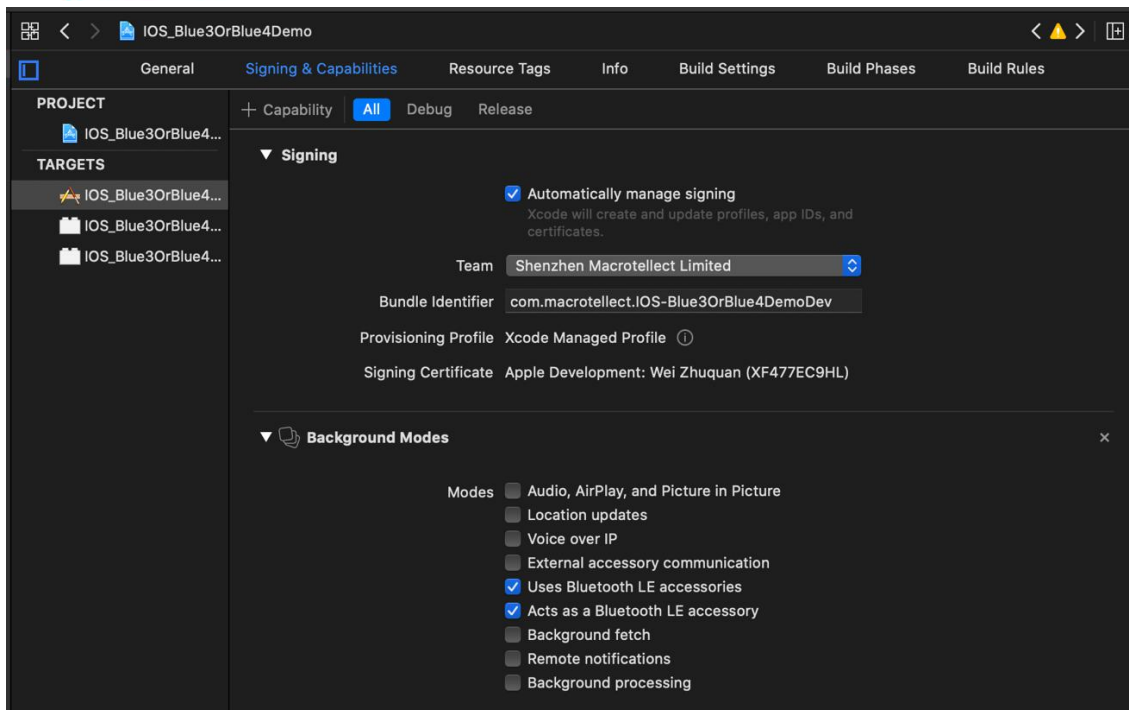 IOS_Blue3OrBlue4Demo
General Signing & Capabilities Resource Tags Info Build Settings Build Phases Build Rules
PROJECT
IOS_Blue3OrBlue4...
TARGETS
IOS_Blue3OrBlue4...
IOS_Blue3OrBlue4...
IOS_Blue3OrBlue4...
+ Capability All Debug Release
Signing
Automatically manage signing
Xcode will create and update profiles, app IDs, and
certificates.
Team Shenzhen Macrotellect Limited
Bundle Identifier com.macrotellect.IOS-Blue3OrBlue4DemoDev
Provisioning Profile Xcode Managed Profile
Signing Certificate Apple Development: Wei Zhuquan (XF477EC9HL)
Background Modes
Modes Audio, AirPlay, and Picture in Picture
Location updates
Voice over IP
External accessory communication
Uses Bluetooth LE accessories
Acts as a Bluetooth LE accessory
Background fetch
Remote notifications
Background processing